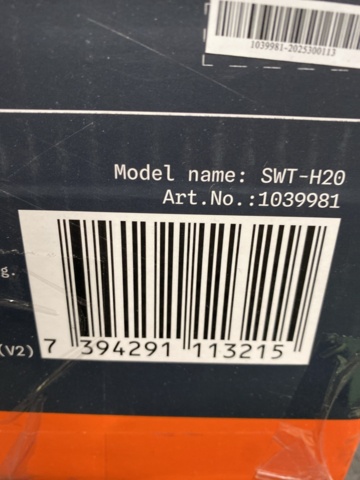 1039981-2025300113
Model name: SWT-H20
Art.No.:1039981
g.
(V2)
7 394291 113215